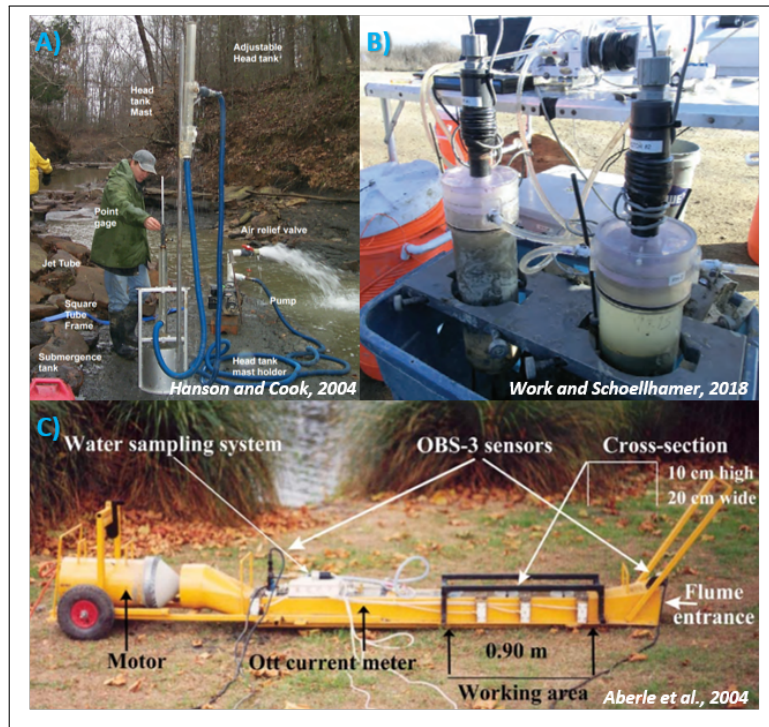 A)
Adjustable
Head tank
Head
tank
Mast
Point
gage
Air relief valve
Jet Tube
Pump
Square
Tube
Frame
Head tank
mast holder
Submergence
tank
Hanson and Cook, 2004
B)
Work and Schoellhamer, 2018
C)
Water sampling system
OBS-3 sensors
Cross-section
10 cm high
20 cm wide
Flume
entrance
Motor
Ott current meter
0.90 m
Working area
Aberle et al., 2004